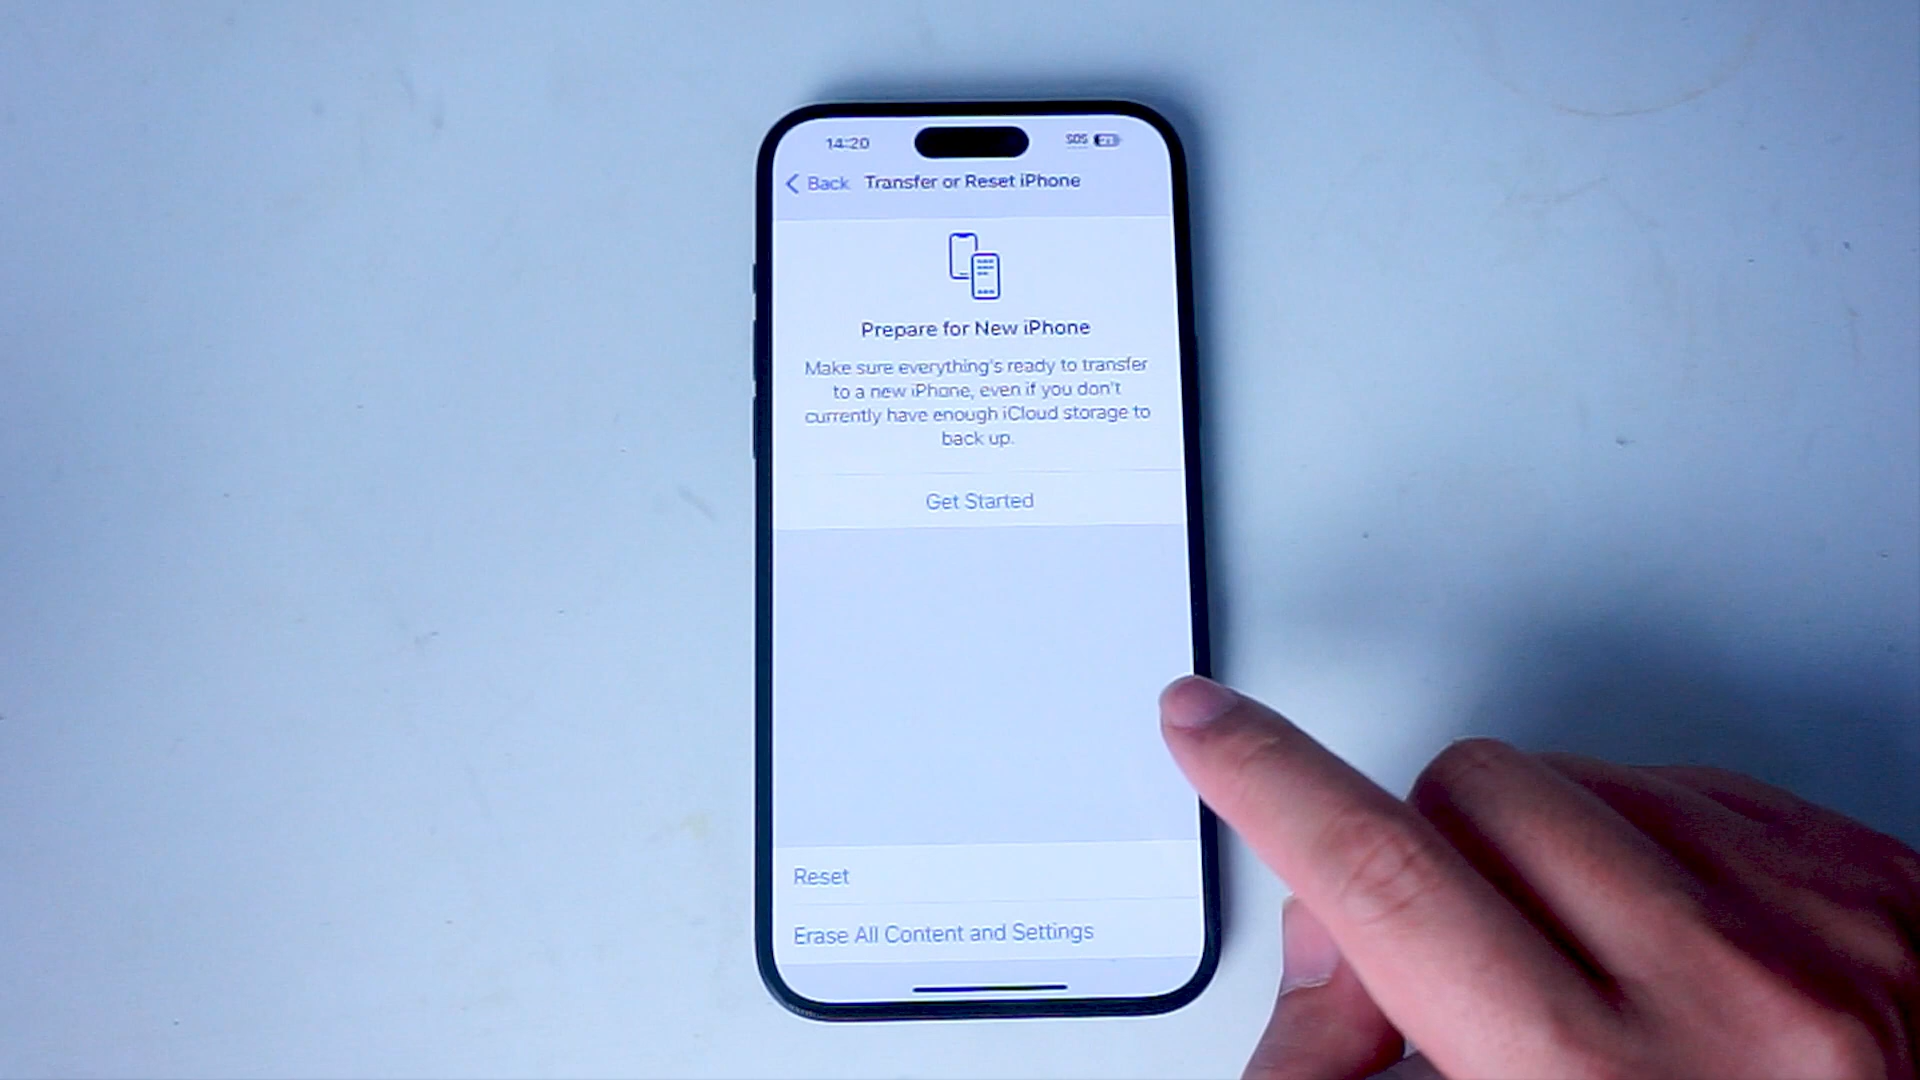 14:20
SOS
Back Transfer or Reset iPhone
Prepare for New iPhone
Make sure everything's ready to transfer
to a new iPhone, even if you don't
currently have enough iCloud storage to
back up.
Get Started
Reset
Erase All Content and Settings